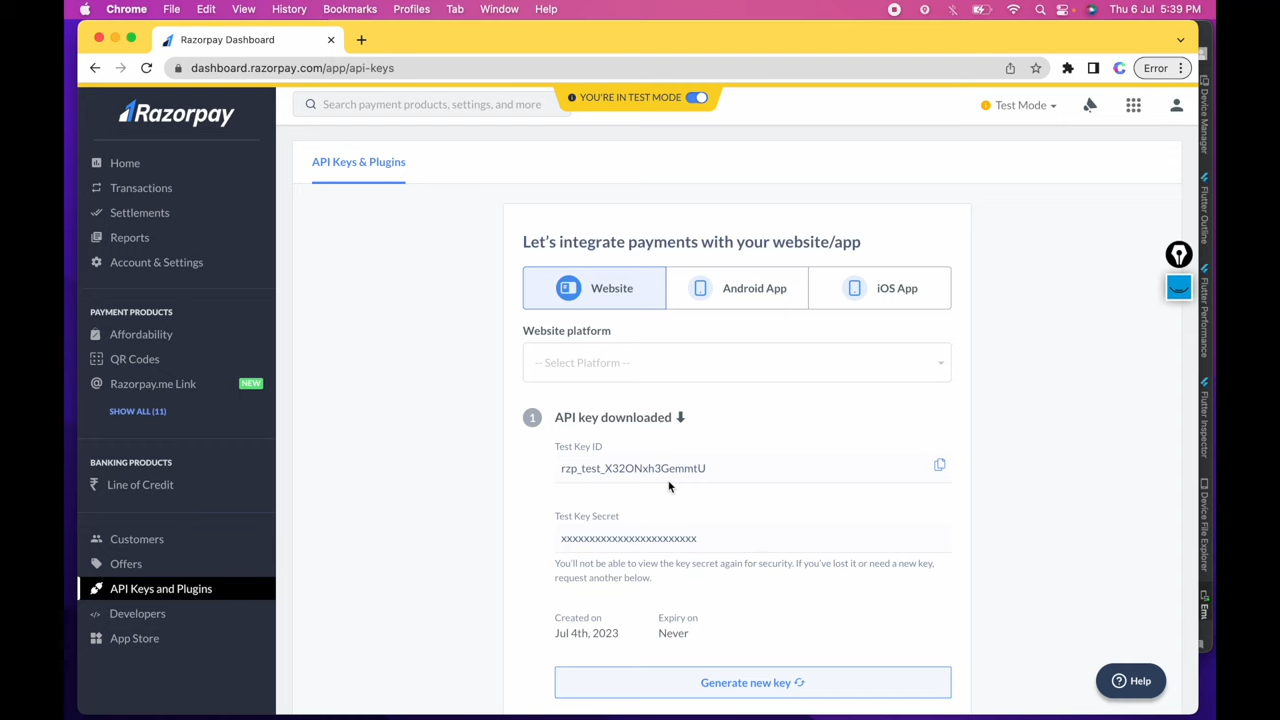 Chrome File Edit View History Bookmarks Profiles Tab Window Help Thu 6 Jul 5:39 PM
Razorpay Dashboard
dashboard.razorpay.com/app/api-keys Error
Razorpay Search payment products, settings, and more YOU'RE IN TEST MODE Test Mode
Home
Transactions
Settlements
Reports
Account & Settings
PAYMENT PRODUCTS
Affordability
QR Codes
Razorpay.me Link NEW
SHOW ALL (11)
BANKING PRODUCTS
Line of Credit
Customers
Offers
API Keys and Plugins
Developers
App Store
API Keys & Plugins
Let's integrate payments with your website/app
Website Android App iOS App
Website platform
-- Select Platform --
1 API key downloaded
Test Key ID
rzp_test_X32ONxh3GemmtU
Test Key Secret
xxxxxxxxxxxxxxxxxxxxxxxx
You'll not be able to view the key secret again for security. If you've lost it or need a new key,
request another below.
Created on Expiry on
Jul 4th, 2023 Never
Generate new key
Help
Device Manager
Flutter Outline
Flutter Performance
Flutter Inspector
Device File Explorer